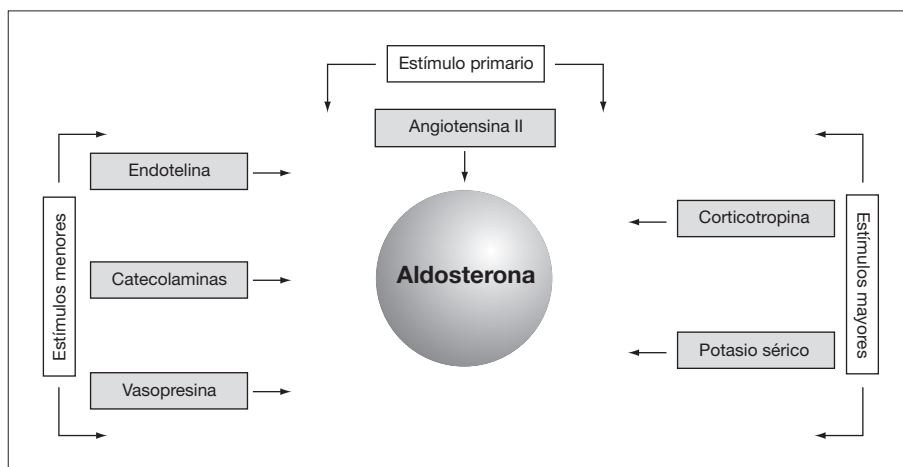 Estímulo primario
Angiotensina II
Endotelina
Catecolaminas
Vasopresina
Estímulos menores
Aldosterona
Corticotropina
Potasio sérico
Estímulos mayores